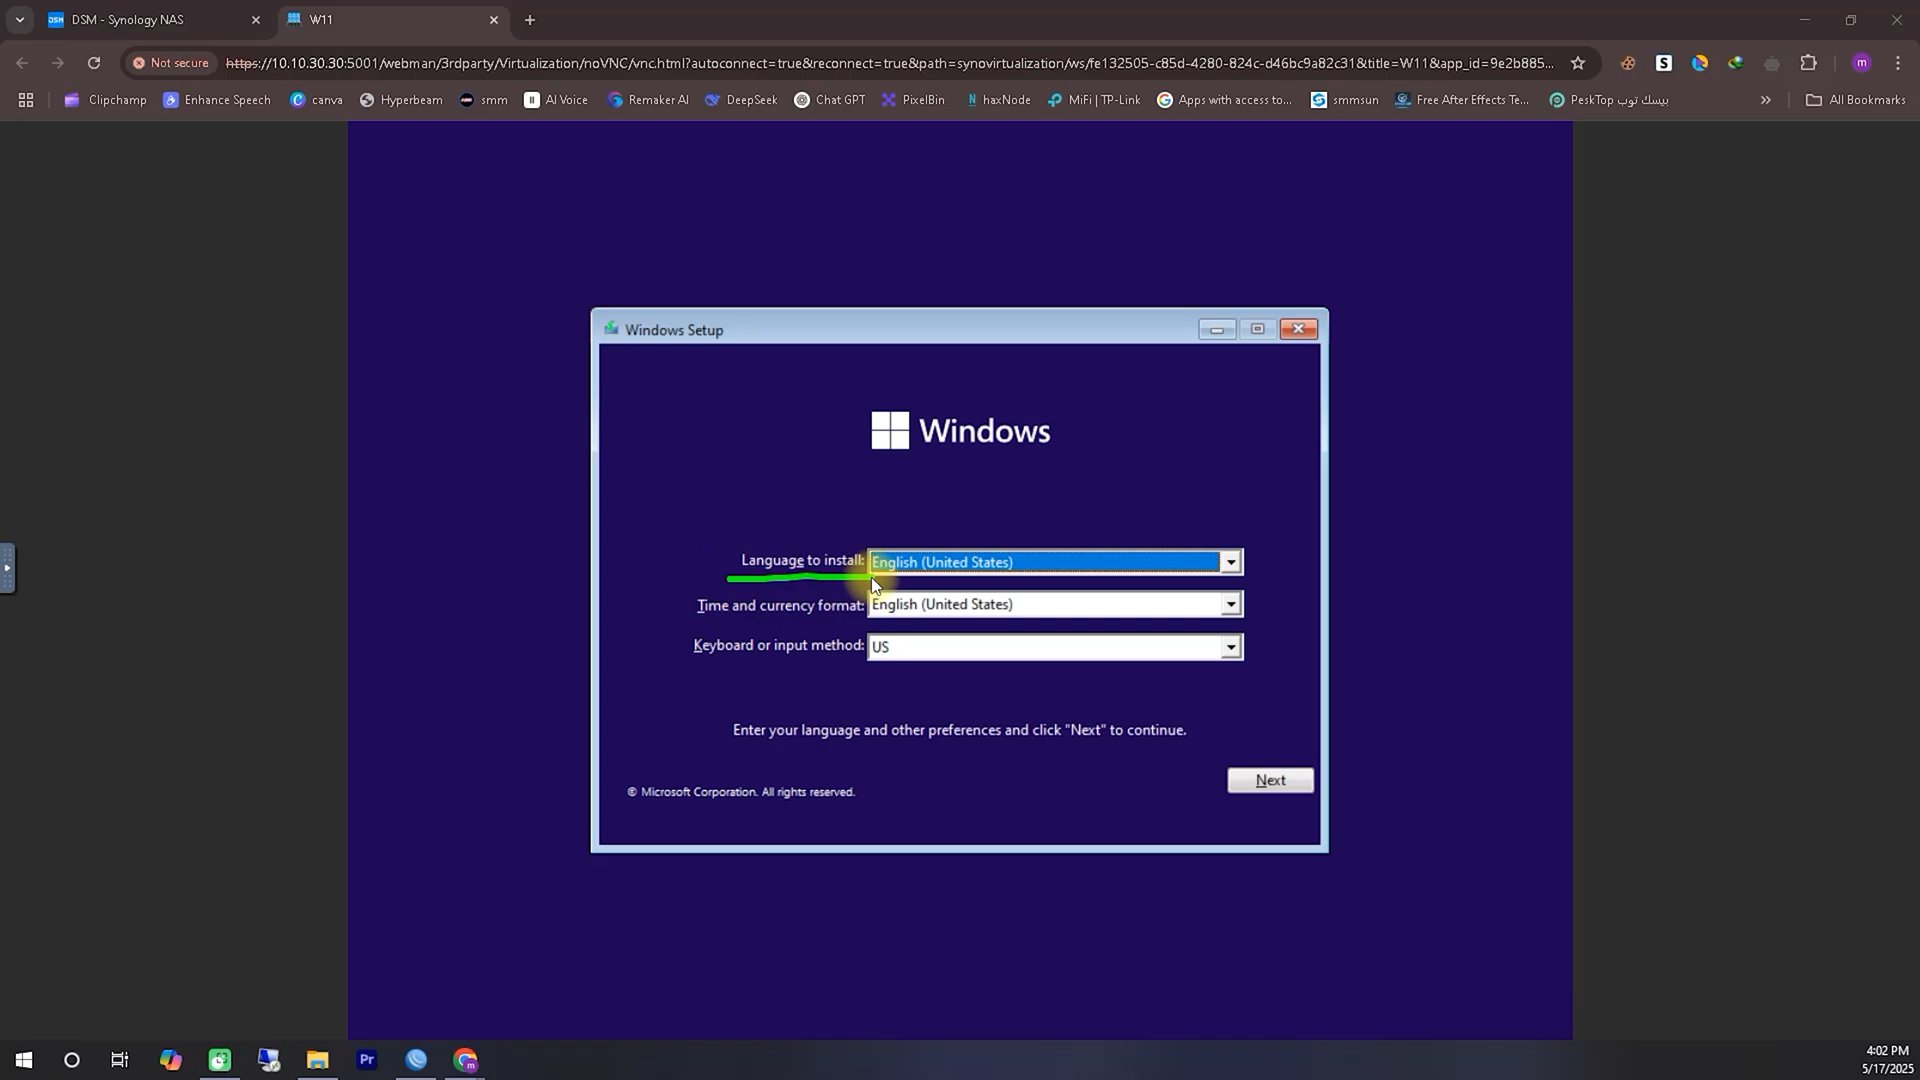 DSM - Synology NAS
W11
Not secure
https://10.10.30.30:5001/webman/3rdparty/Virtualization/noVNC/vnc.html?autoconnect=true&reconnect=true&path=synovirtualization/ws/fe132505-c85d-4280-824c-d46bc9a82c31&title=W11&app_id=9e2b885...
m
Clipchamp
Enhance Speech
canva
Hyperbeam
smm
AI Voice
Remaker AI
DeepSeek
Chat GPT
PixelBin
haxNode
MiFi | TP-Link
Apps with access to...
smmsun
Free After Effects Te...
PeskTop بيسك توب
All Bookmarks
Windows Setup
Windows
Language to install: English (United States)
Time and currency format: English (United States)
Keyboard or input method: US
Enter your language and other preferences and click "Next" to continue.
Next
© Microsoft Corporation. All rights reserved.
Pr
m
4:02 PM
5/17/2025